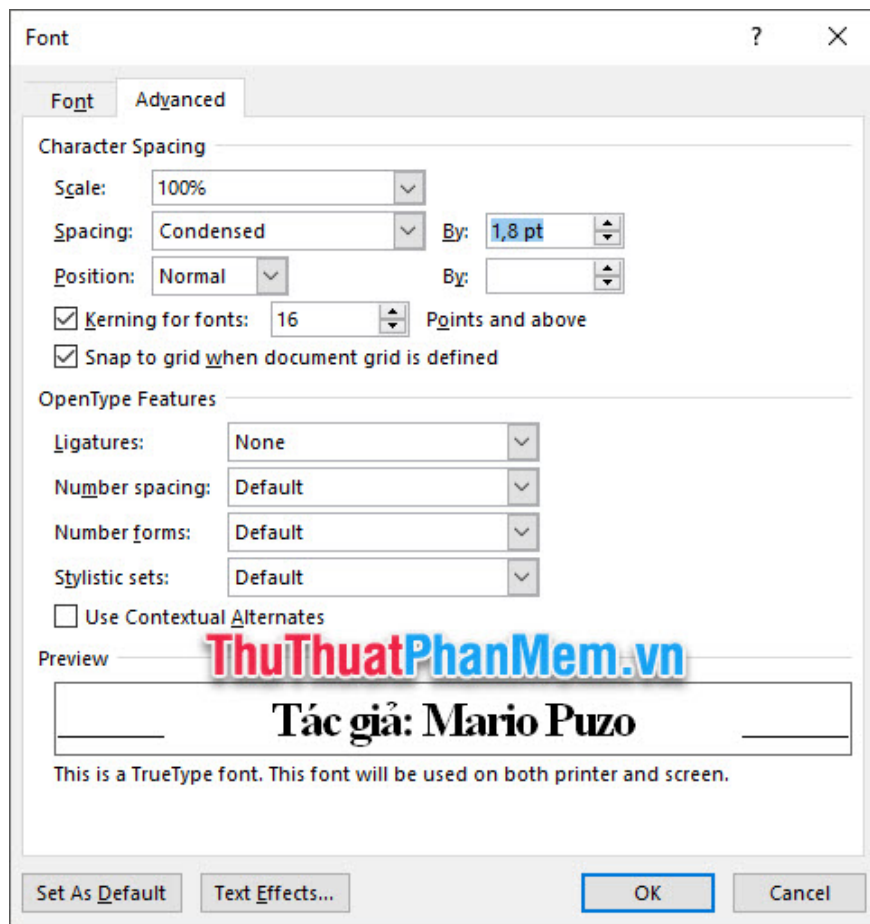 Font ?
Font Advanced
Character Spacing
Scale: 100%
Spacing: Condensed By: 1,8 pt
Position: Normal By:
Kerning for fonts: 16 Points and above
Snap to grid when document grid is defined
OpenType Features
Ligatures: None
Number spacing: Default
Number forms: Default
Stylistic sets: Default
Use Contextual Alternates
ThuThuatPhanMem.vn
Preview
Tác giả: Mario Puzo
This is a TrueType font. This font will be used on both printer and screen.
Set As Default Text Effects... OK Cancel